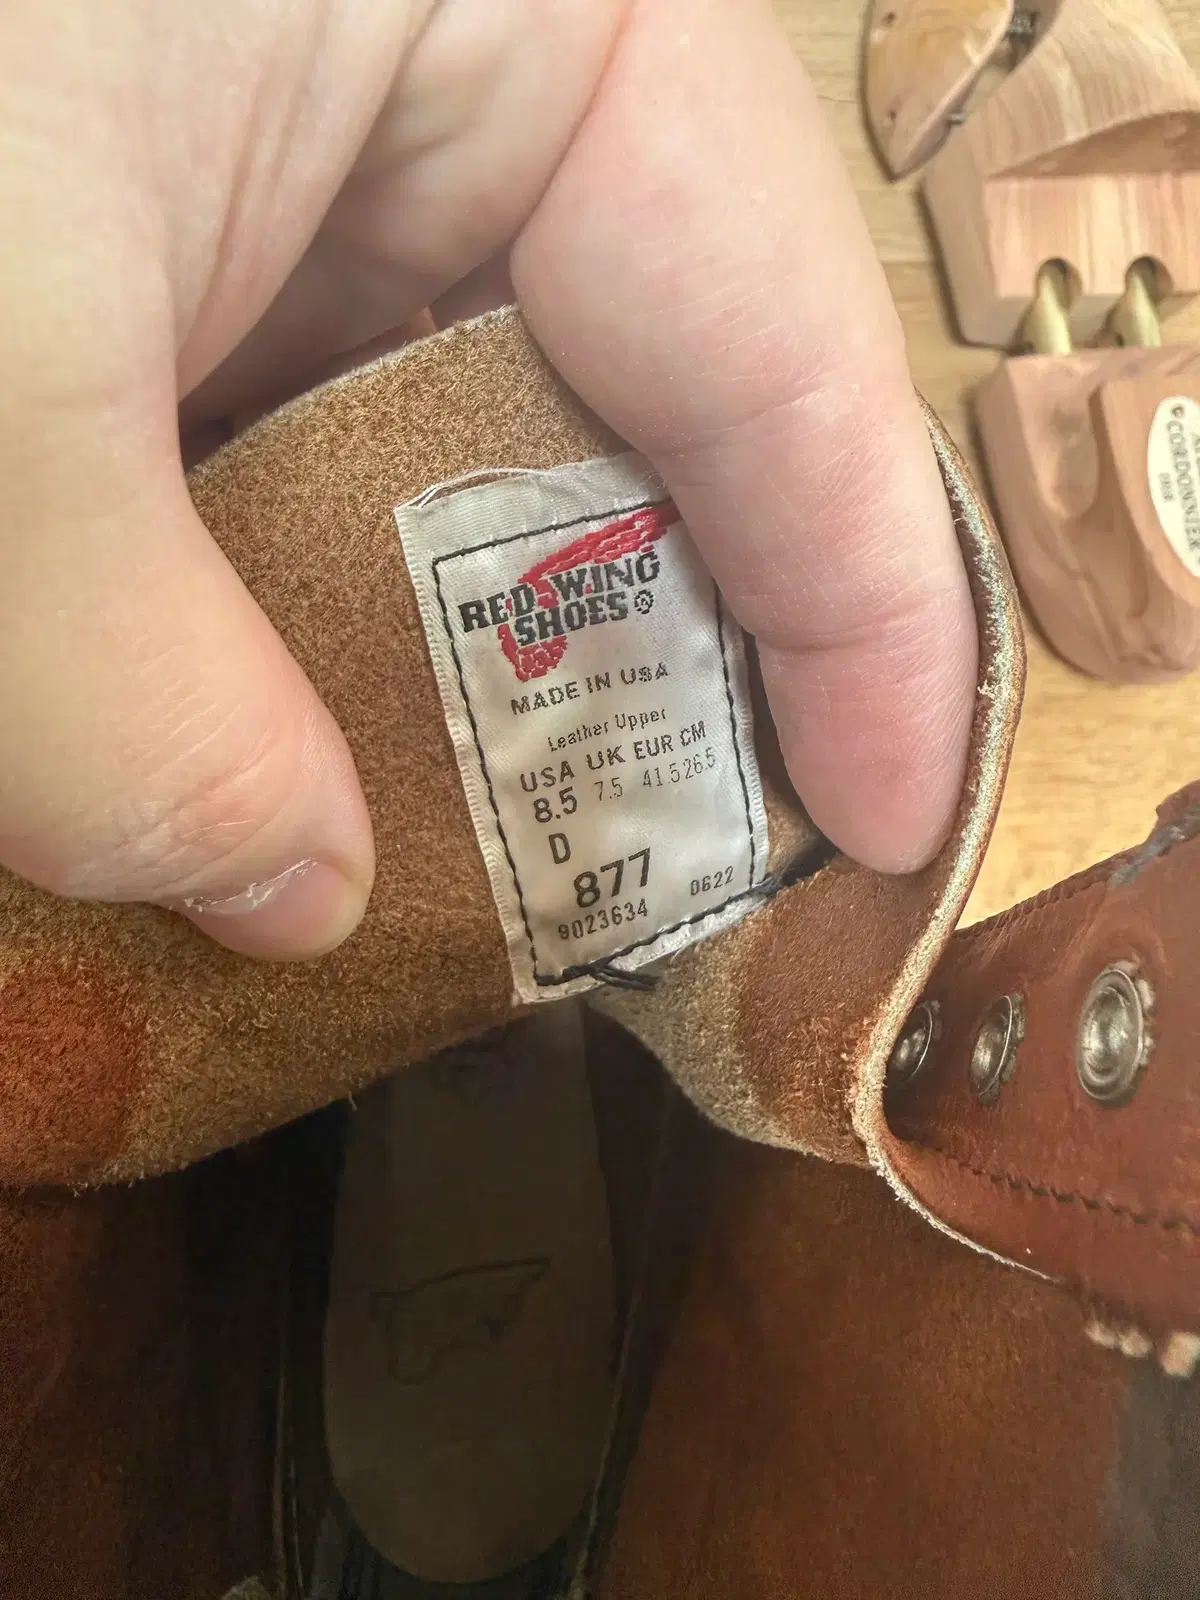 RED WING
SHOES ®
MADE IN USA
Leather Upper
USA UK EUR CM
8.5 7.5 41.5 26.5
D
877
9023634 0622
CORDONNIER